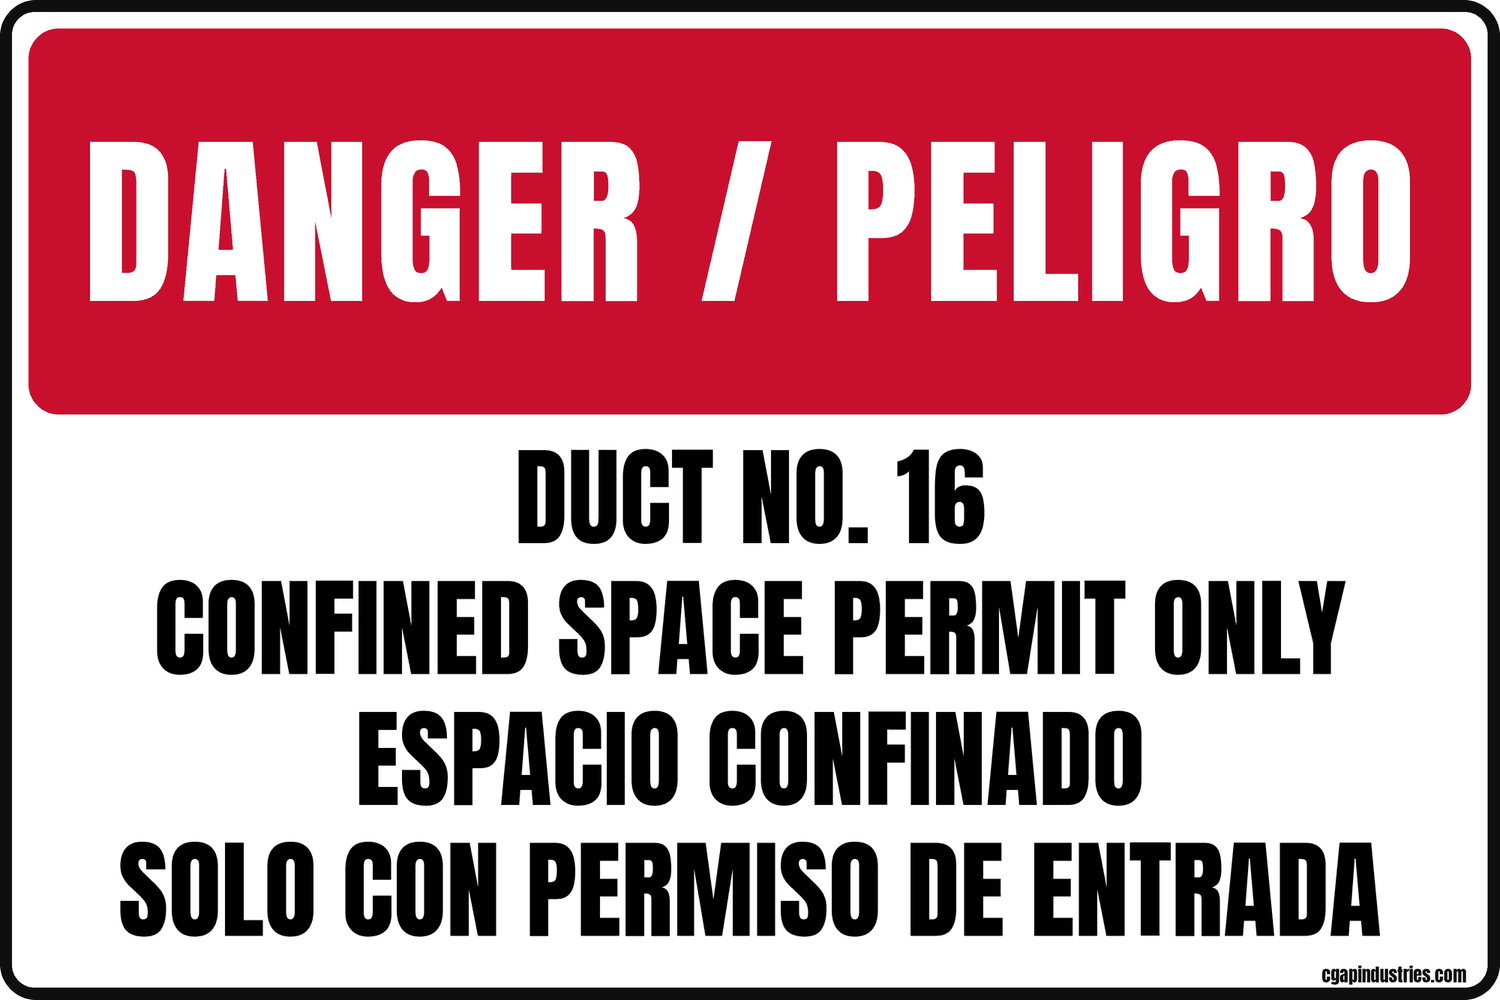 DANGER / PELIGRO
DUCT NO. 16
CONFINED SPACE PERMIT ONLY
ESPACIO CONFINADO
SOLO CON PERMISO DE ENTRADA
cgapindustries.com